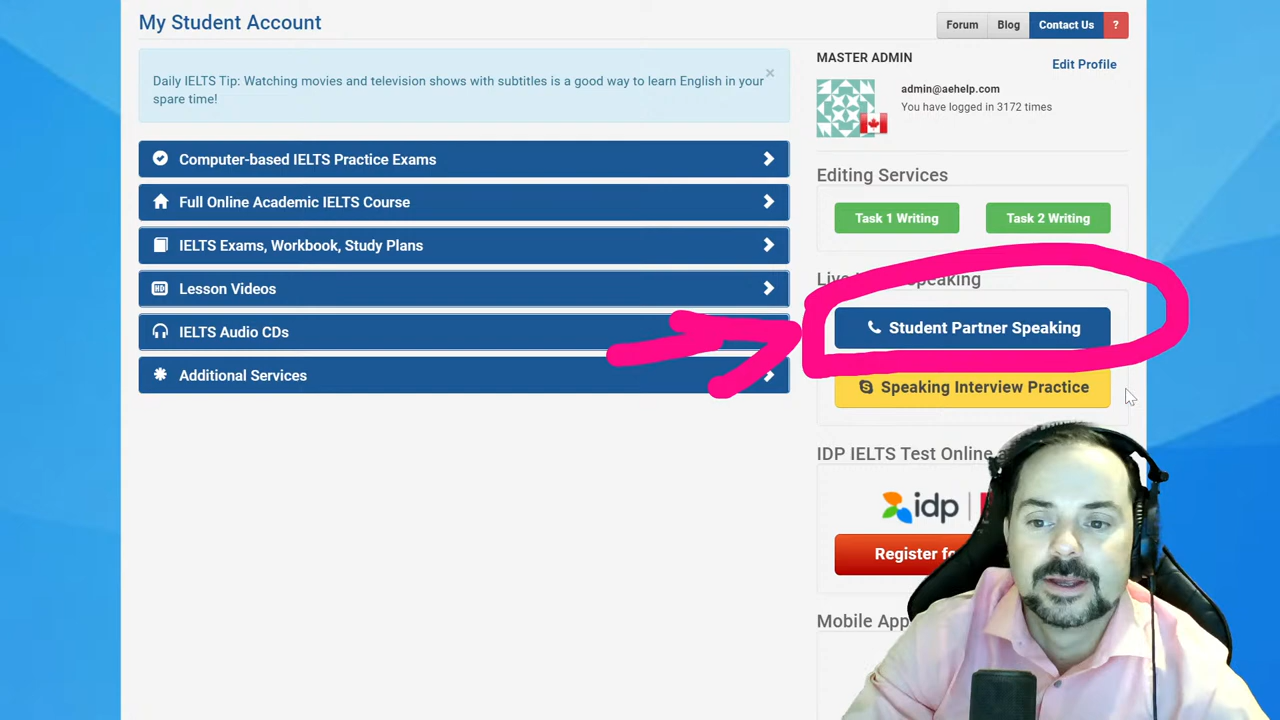 My Student Account
Forum
Blog
Contact Us
?
Daily IELTS Tip: Watching movies and television shows with subtitles is a good way to learn English in your
spare time!
×
MASTER ADMIN
Edit Profile
admin@aehelp.com
You have logged in 3172 times
Computer-based IELTS Practice Exams
Full Online Academic IELTS Course
IELTS Exams, Workbook, Study Plans
HD Lesson Videos
IELTS Audio CDs
Additional Services
Editing Services
Task 1 Writing
Task 2 Writing
Speaking
Student Partner Speaking
Speaking Interview Practice
IDP IELTS Test Online
idp
Register
Mobile App